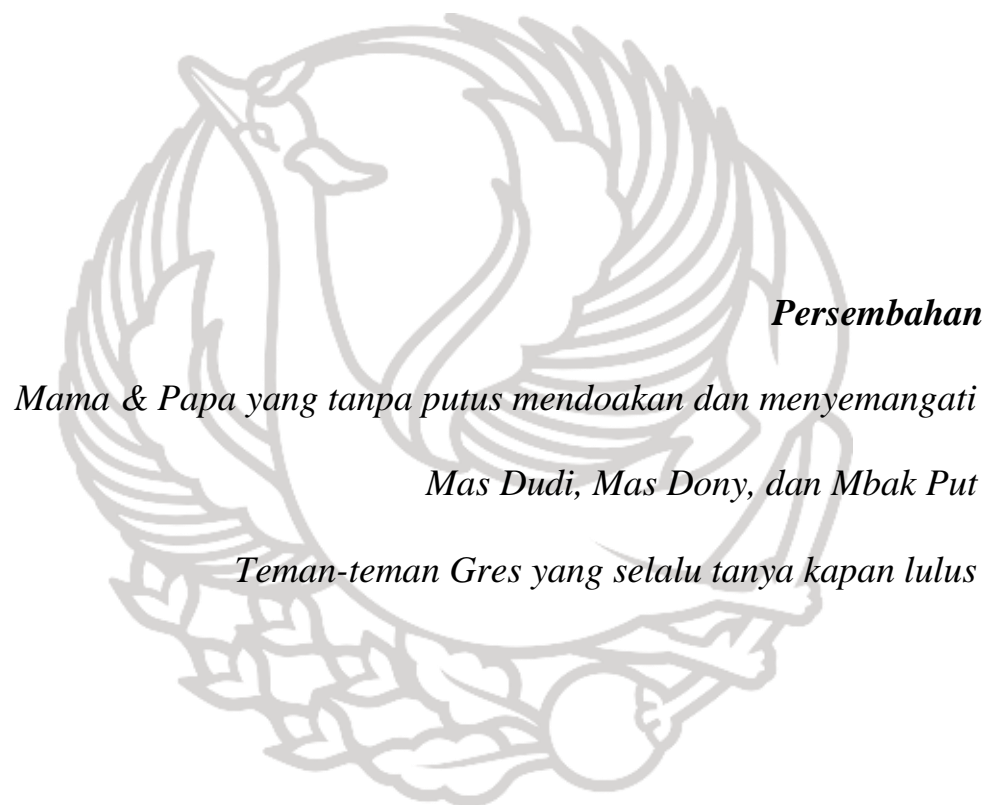 Persembahan
Mama & Papa yang tanpa putus mendoakan dan menyemangati
Mas Dudi, Mas Dony, dan Mbak Put
Teman-teman Gres yang selalu tanya kapan lulus